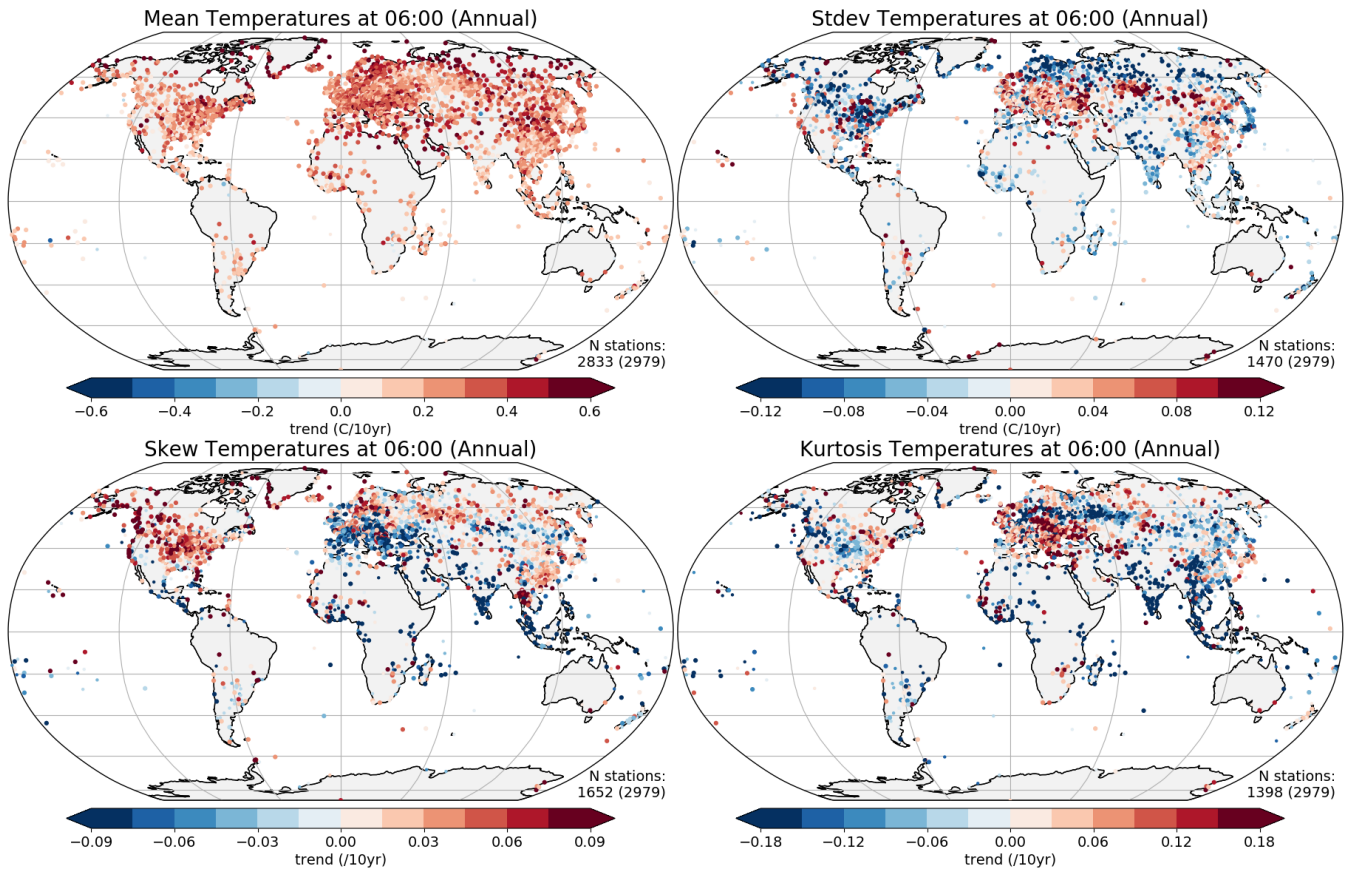 Mean Temperatures at 06:00 (Annual)
N stations:
2833 (2979)
−0.6 −0.4 −0.2 0.0 0.2 0.4 0.6
trend (C/10yr)
Stdev Temperatures at 06:00 (Annual)
N stations:
1470 (2979)
−0.12 −0.08 −0.04 0.00 0.04 0.08 0.12
trend (C/10yr)
Skew Temperatures at 06:00 (Annual)
N stations:
1652 (2979)
−0.09 −0.06 −0.03 0.00 0.03 0.06 0.09
trend (/10yr)
Kurtosis Temperatures at 06:00 (Annual)
N stations:
1398 (2979)
−0.18 −0.12 −0.06 0.00 0.06 0.12 0.18
trend (/10yr)